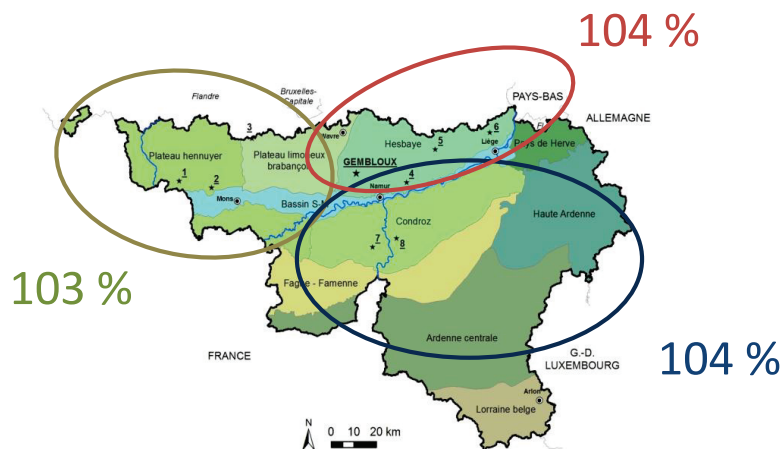 104 %
PAYS-BAS
ALLEMAGNE
Flandre
Bruxelles-
Capitale
3
Plateau hennuyer
Plateau limoneux
brabançon
Hesbaye
5
6
Liège
Pays de Herve
GEMBLOUX
1
2
4
Namur
Mons
Condroz
Haute Ardenne
7
8
103 %
Fagne - Famenne
Ardenne centrale
FRANCE
G.-D.
LUXEMBOURG
104 %
Arlon
Lorraine belge
N
0 10 20 km